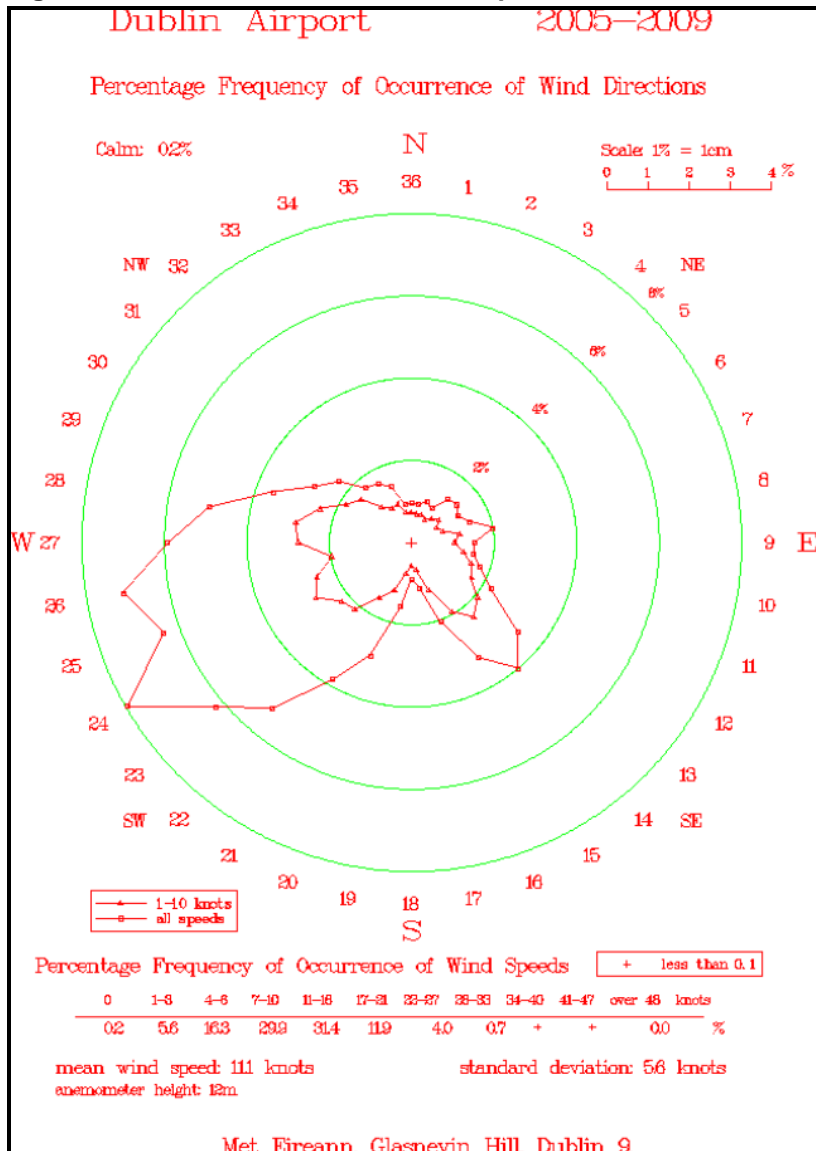 Dublin Airport 2005–2009
Percentage Frequency of Occurrence of Wind Directions
Calm: 0.2%
N
Scale: 1% = 1cm
0 1 2 3 4 %
36
35 1
34 2
33 3
NW 32 4 NE
8%
31 5
6%
30 6
4%
29 7
2%
28 8
W 27 9 E
26 10
25 11
24 12
23 13
SW 22 14 SE
21 15
20 16
19 17
18
S
1–10 knots
all speeds
Percentage Frequency of Occurrence of Wind Speeds
+ less than 0.1
0 1–3 4–6 7–10 11–16 17–21 22–27 28–33 34–40 41–47 over 48 knots
0.2 5.6 16.3 29.9 31.4 11.9 4.0 0.7 + + 0.0 %
mean wind speed: 11.1 knots standard deviation: 5.6 knots
anemometer height: 12m
Met Eireann Glasnevin Hill Dublin 9